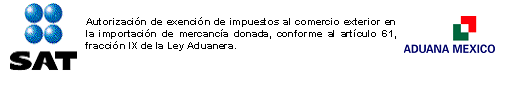 Autorización de exención de impuestos al comercio exterior en
la importación de mercancía donada, conforme al artículo 61,
fracción IX de la Ley Aduanera.
SAT
ADUANA MEXICO